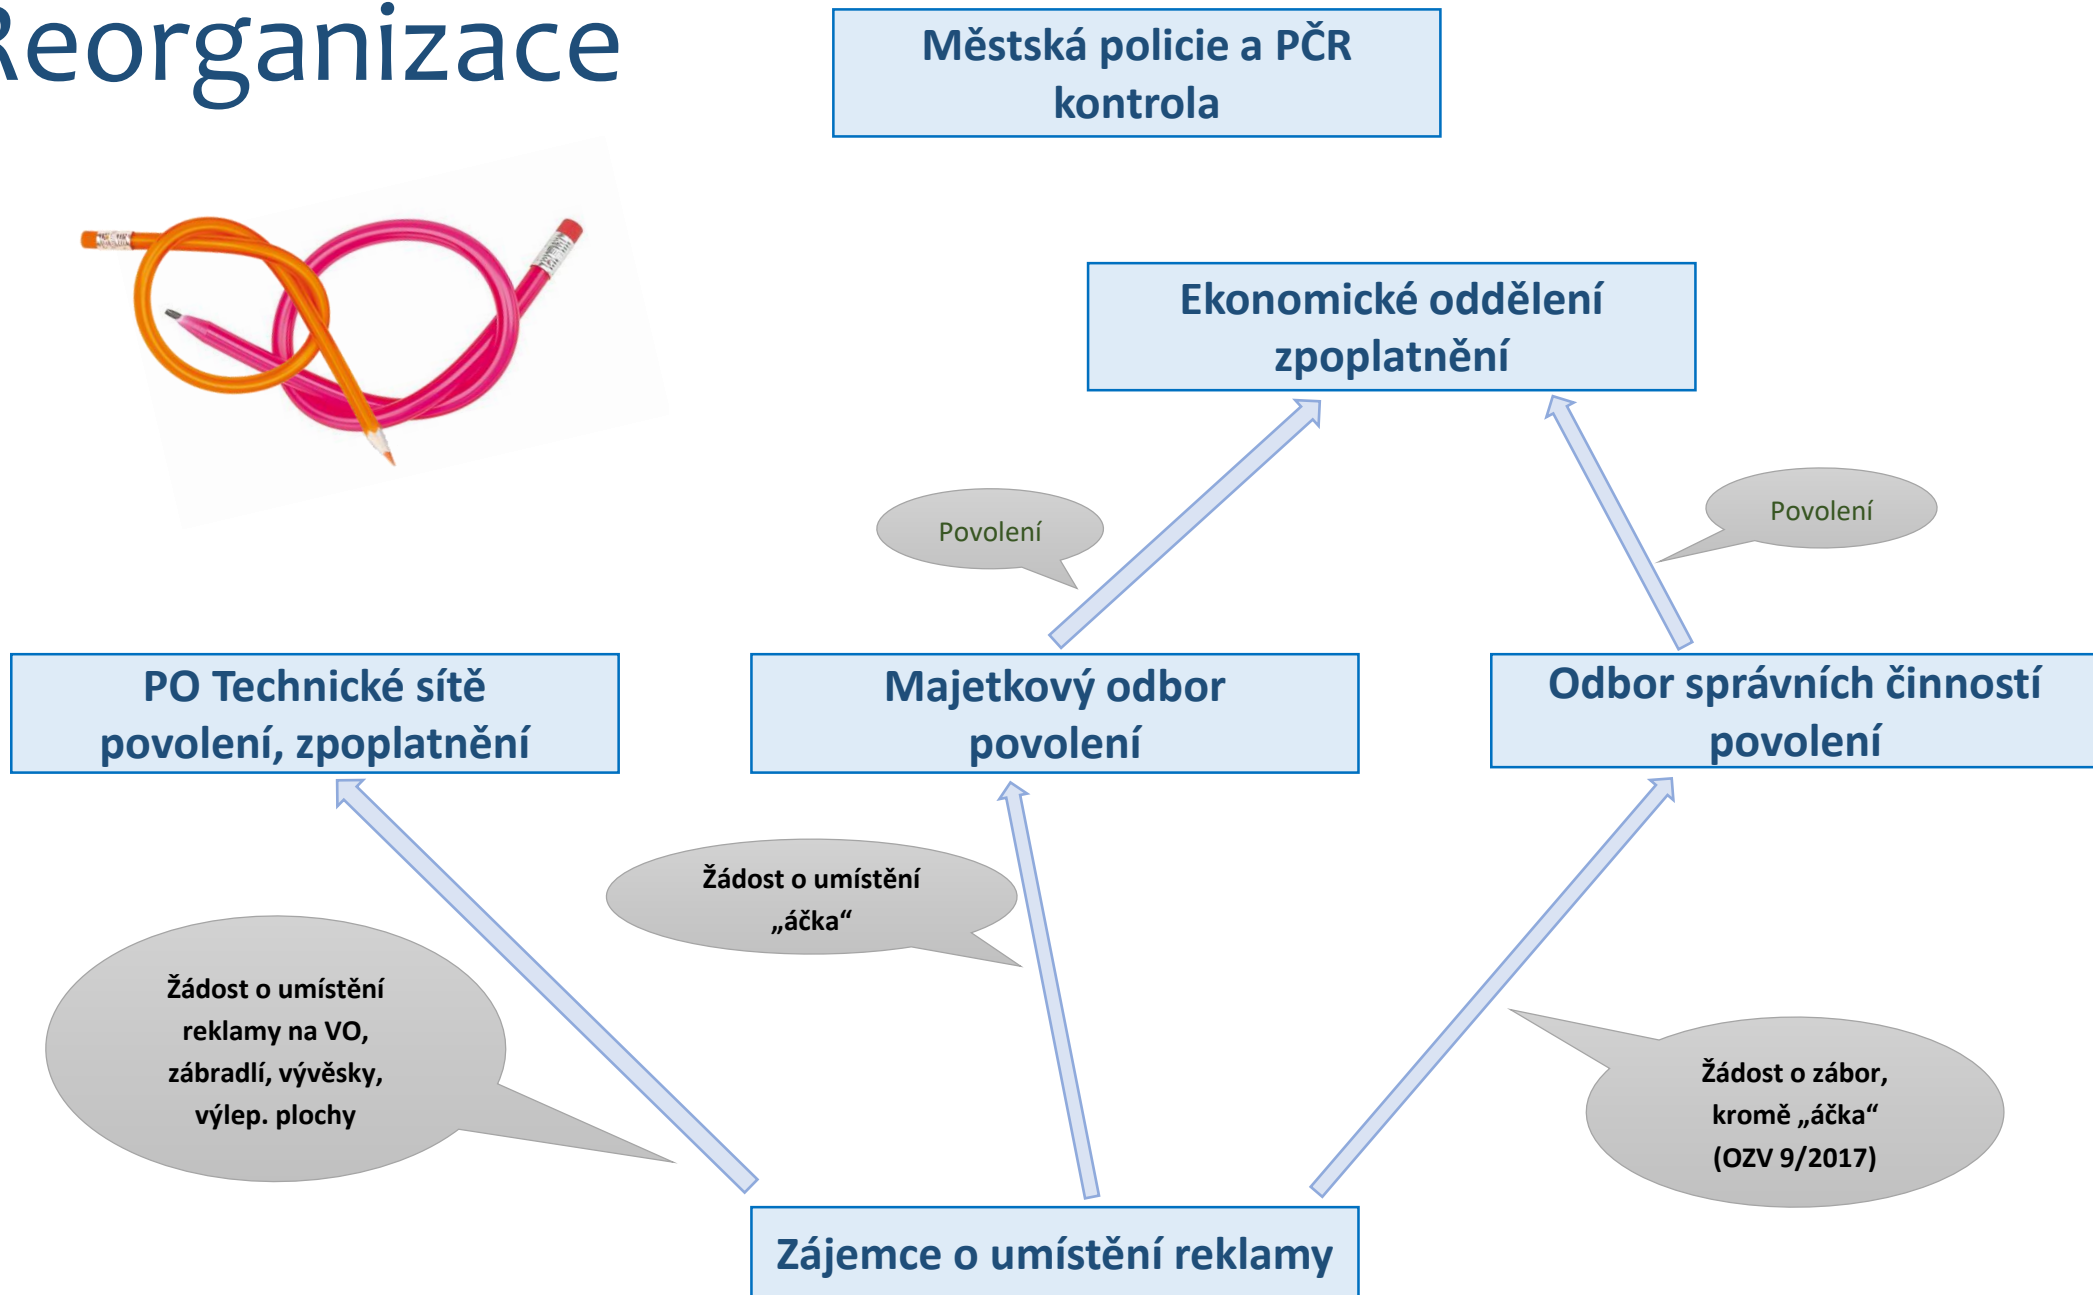 Reorganizace
Městská policie a PČR
kontrola
Ekonomické oddělení
zpoplatnění
Povolení
Povolení
PO Technické sítě
povolení, zpoplatnění
Majetkový odbor
povolení
Odbor správních činností
povolení
Žádost o umístění
„áčka“
Žádost o umístění
reklamy na VO,
zábradlí, vývěsky,
výlep. plochy
Žádost o zábor,
kromě „áčka“
(OZV 9/2017)
Zájemce o umístění reklamy